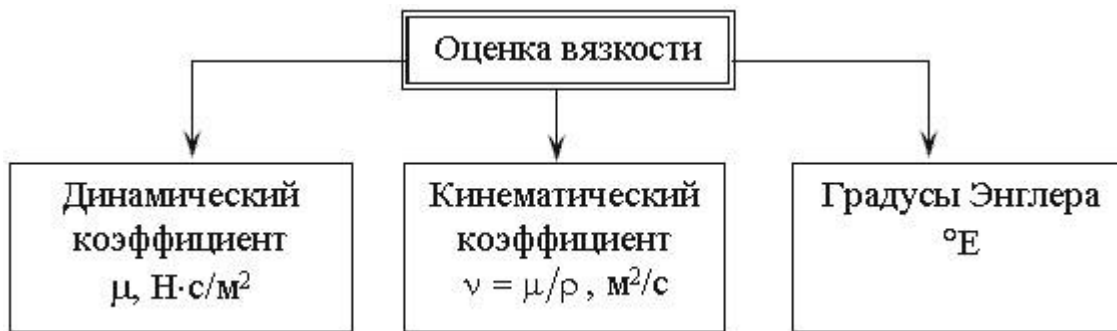 Оценка вязкости
Динамический
коэффициент
μ, Н·с/м²
Кинематический
коэффициент
ν = μ/ρ , м²/с
Градусы Энглера
°Е